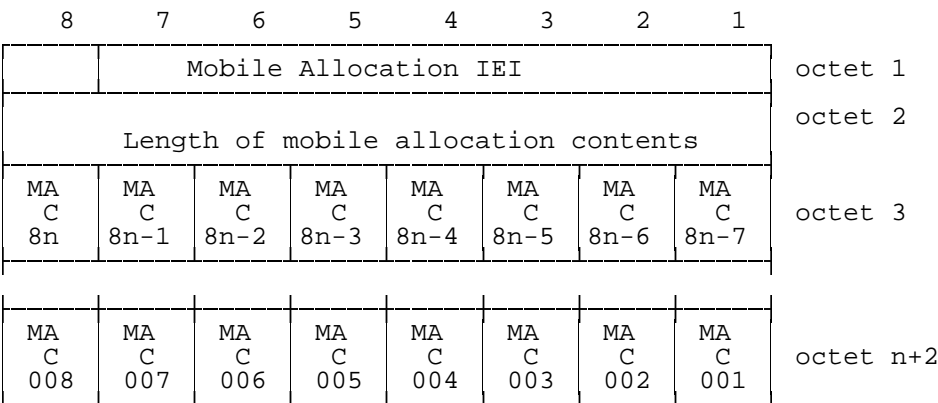 8 7 6 5 4 3 2 1
Mobile Allocation IEI octet 1
octet 2
Length of mobile allocation contents
MA MA MA MA MA MA MA MA
C C C C C C C C octet 3
8n 8n-1 8n-2 8n-3 8n-4 8n-5 8n-6 8n-7
MA MA MA MA MA MA MA MA
C C C C C C C C octet n+2
008 007 006 005 004 003 002 001